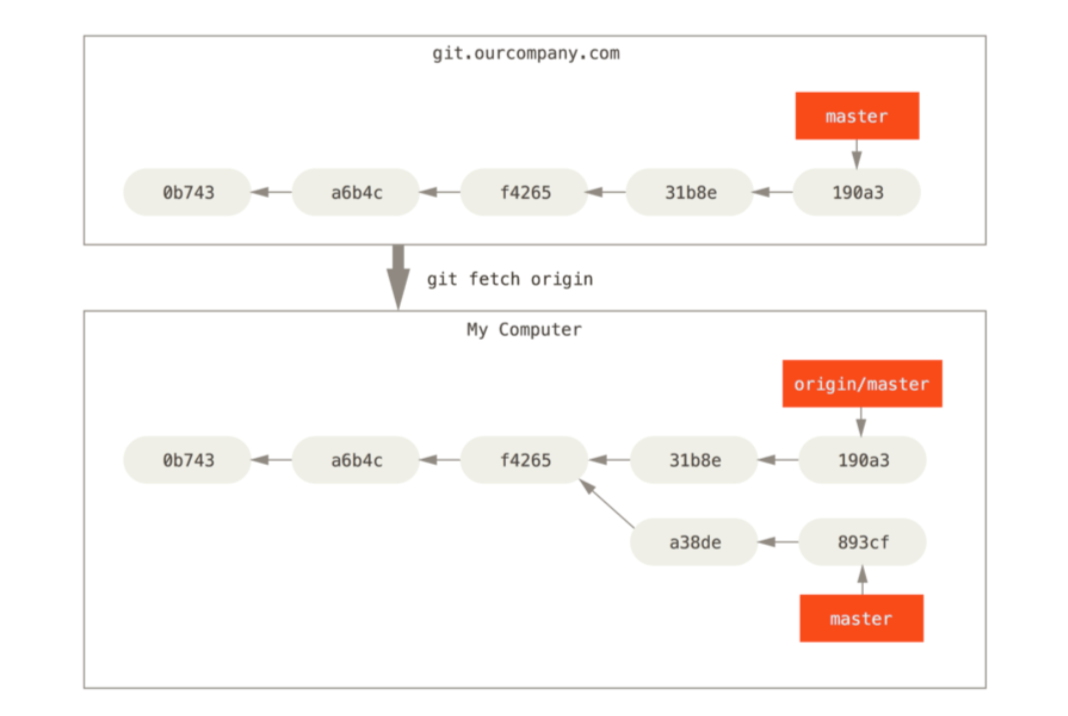 git.ourcompany.com
master
0b743 a6b4c f4265 31b8e 190a3
git fetch origin
My Computer
origin/master
0b743 a6b4c f4265 31b8e 190a3
a38de 893cf
master